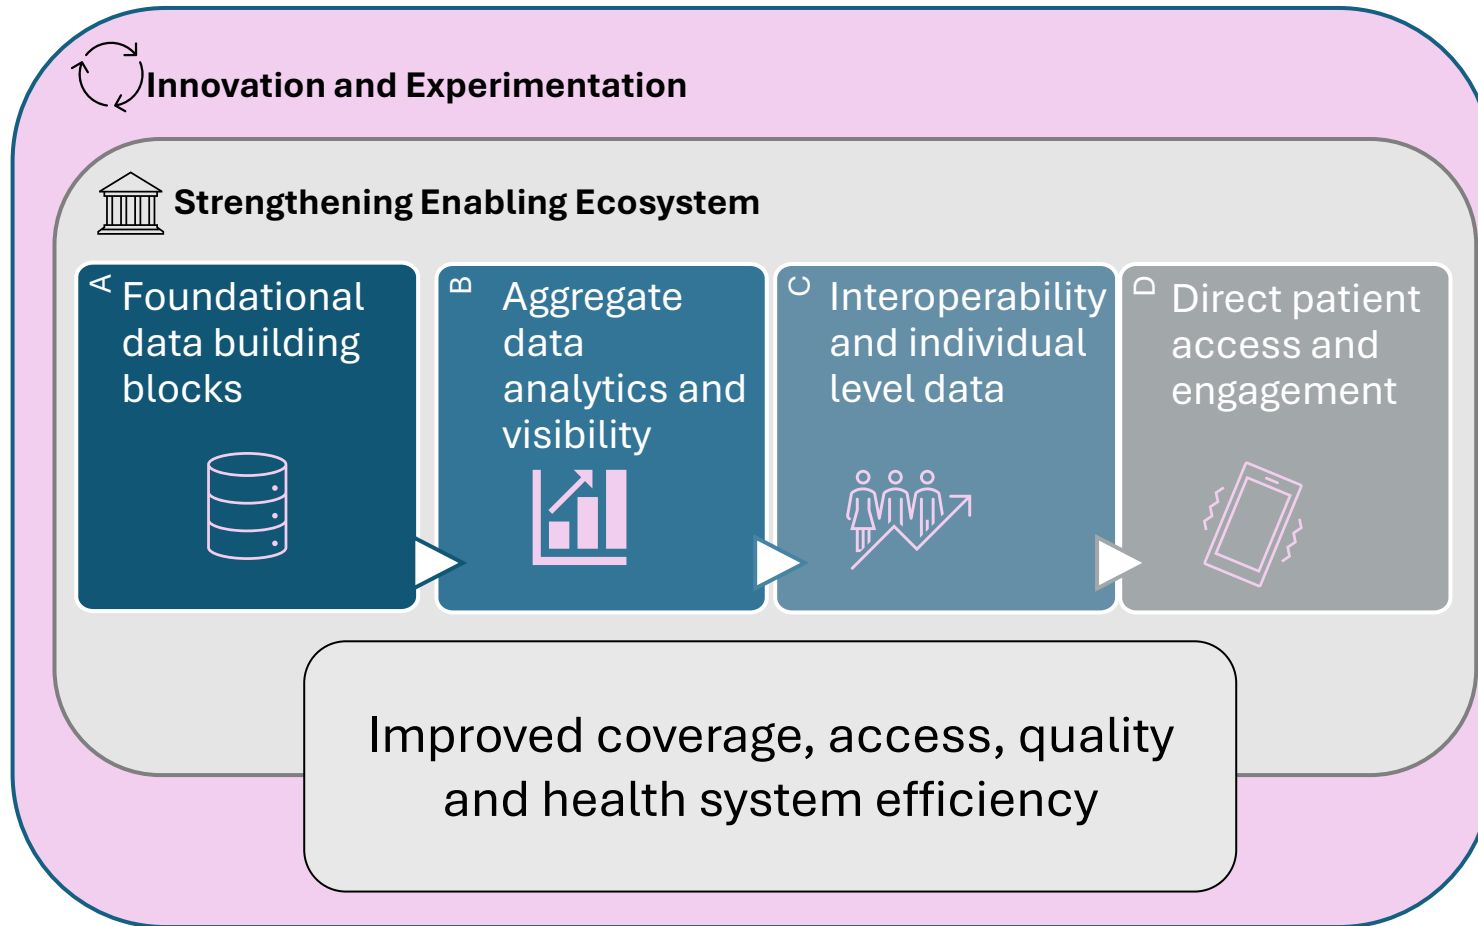 Innovation and Experimentation
Strengthening Enabling Ecosystem
A
Foundational
data building
blocks
B
Aggregate
data
analytics and
visibility
C
Interoperability
and individual
level data
D
Direct patient
access and
engagement
Improved coverage, access, quality
and health system efficiency